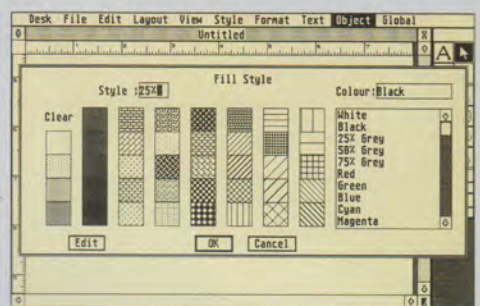 Desk File Edit Layout View Style Format Text Object Global
Untitled
A
Fill Style
Style :25%
Colour:Black
Clear
White
Black
25% Grey
50% Grey
75% Grey
Red
Green
Blue
Cyan
Magenta
Edit
OK
Cancel